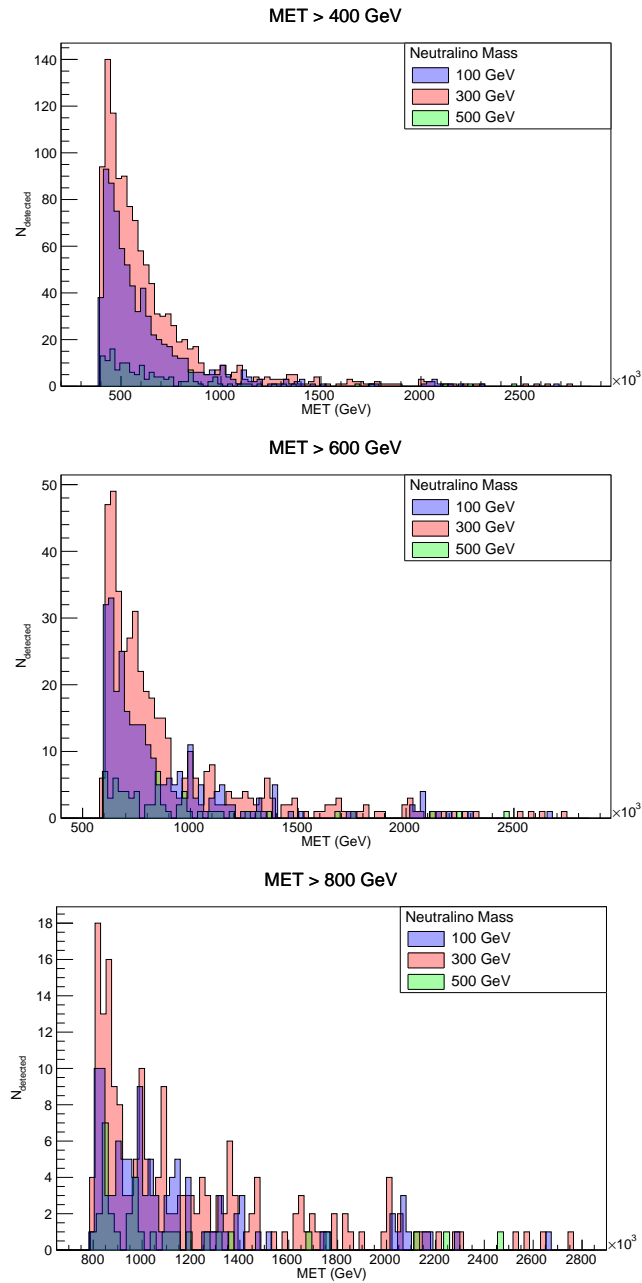 MET > 400 GeV
Neutralino Mass
100 GeV
300 GeV
500 GeV
140
120
100
80
60
40
20
0
N_detected
500 1000 1500 2000 2500
×10³
MET (GeV)
MET > 600 GeV
Neutralino Mass
100 GeV
300 GeV
500 GeV
50
40
30
20
10
0
N_detected
500 1000 1500 2000 2500
×10³
MET (GeV)
MET > 800 GeV
Neutralino Mass
100 GeV
300 GeV
500 GeV
18
16
14
12
10
8
6
4
2
0
N_detected
800 1000 1200 1400 1600 1800 2000 2200 2400 2600 2800
×10³
MET (GeV)